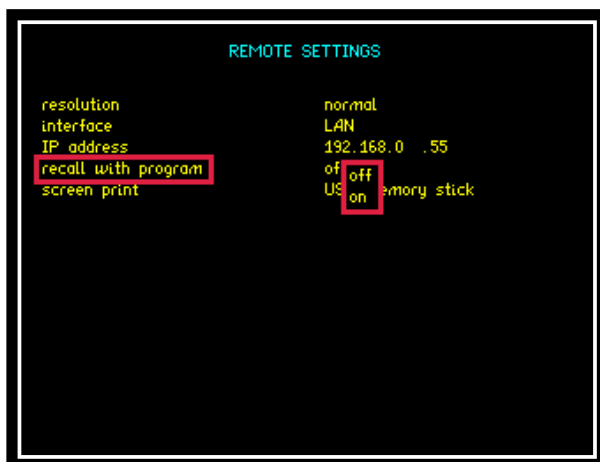 REMOTE SETTINGS
resolution normal
interface LAN
IP address 192.168.0 .55
recall with program off
on
screen print memory stick